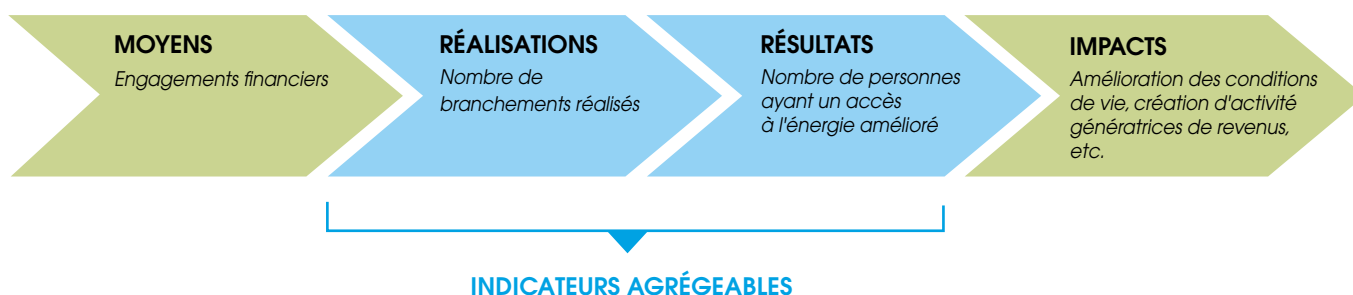 MOYENS
Engagements financiers
RÉALISATIONS
Nombre de
branchements réalisés
RÉSULTATS
Nombre de personnes
ayant un accès
à l'énergie amélioré
IMPACTS
Amélioration des conditions
de vie, création d'activité
génératrices de revenus,
etc.
INDICATEURS AGRÉGEABLES